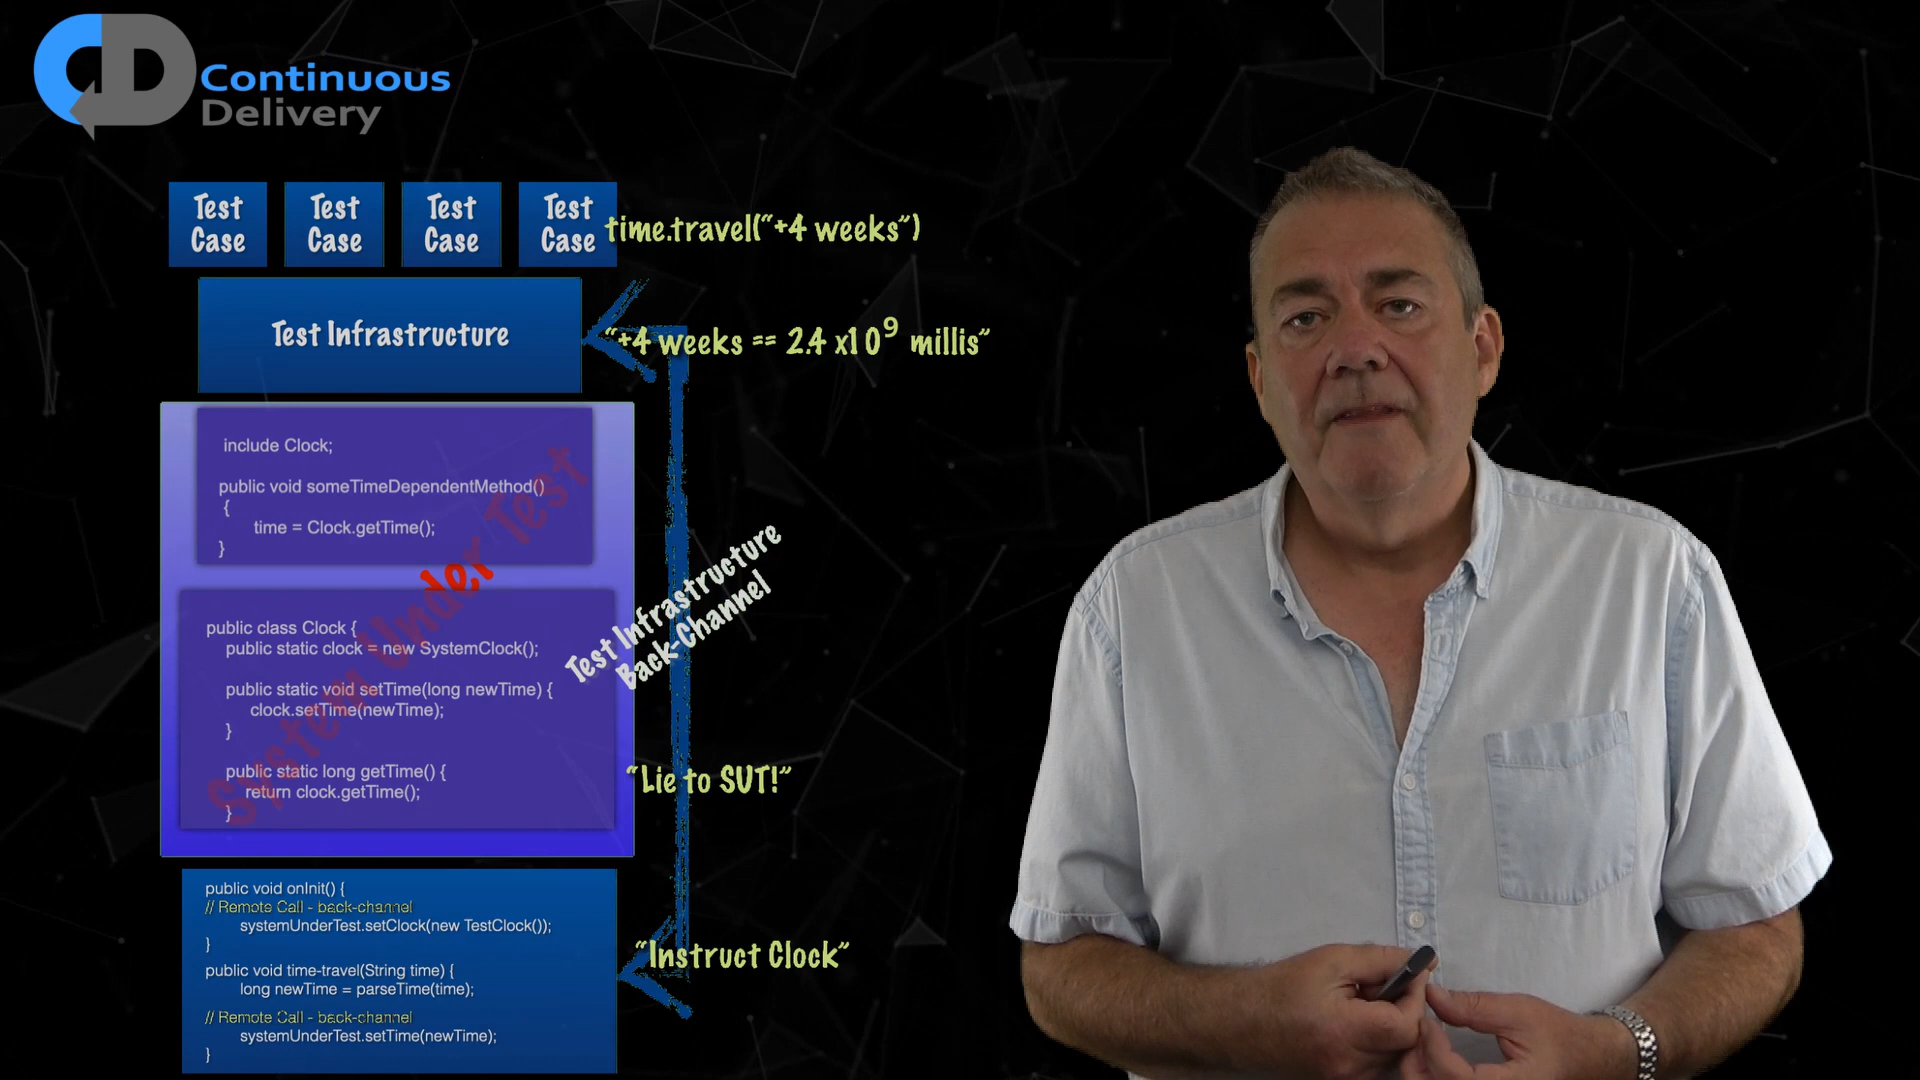 Continuous
Delivery
Test
Case
Test
Case
Test
Case
Test
Case
time.travel(“+4 weeks”)
Test Infrastructure
“+4 weeks == 2.4 x10⁹ millis”
include Clock;
public void someTimeDependentMethod()
{
time = Clock.getTime();
}
System Under Test
public class Clock {
public static clock = new SystemClock();
public static void setTime(long newTime) {
clock.setTime(newTime);
}
public static long getTime() {
return clock.getTime();
}
Test Infrastructure
Back-Channel
“Lie to SUT!”
public void onInit() {
// Remote Call - back-channel
systemUnderTest.setClock(new TestClock());
}
“Instruct Clock”
public void time-travel(String time) {
long newTime = parseTime(time);
// Remote Call - back-channel
systemUnderTest.setTime(newTime);
}